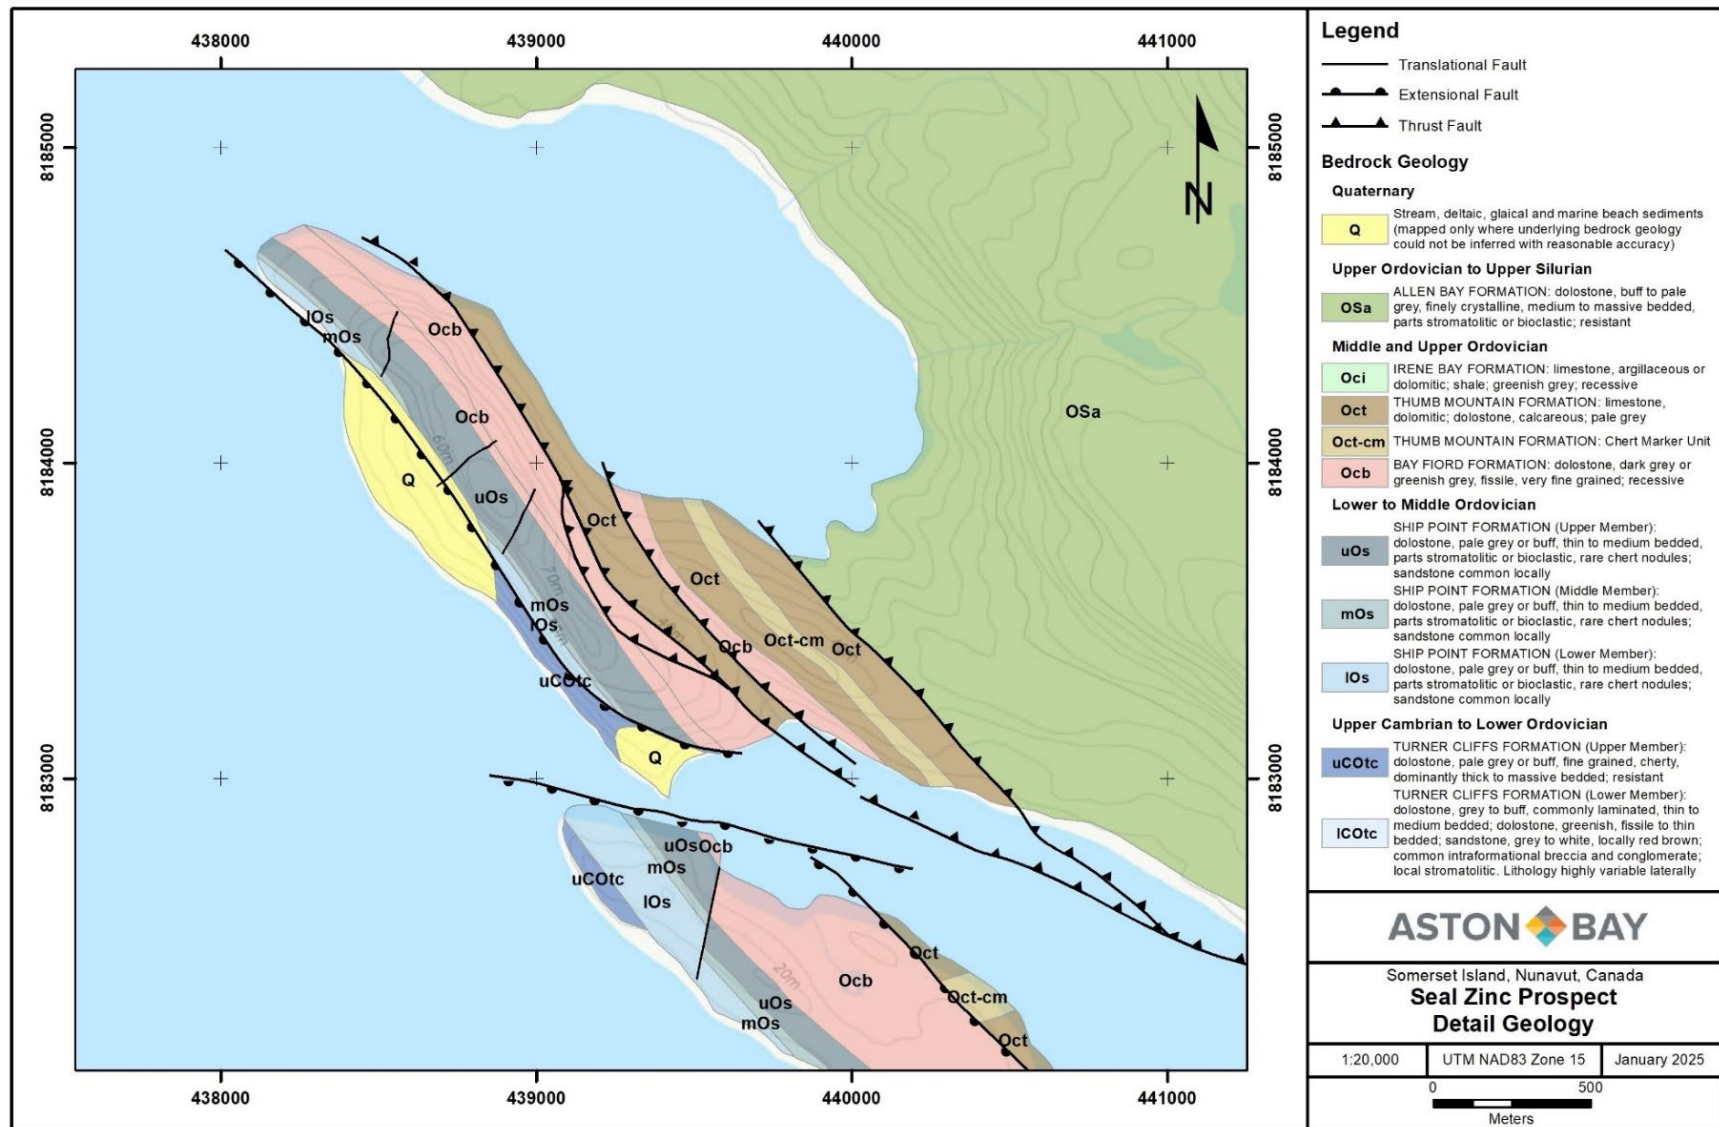 438000
439000
440000
441000
8185000
8185000
N
lOs
mOs
Ocb
Ocb
OSa
8184000
8184000
60m
Q
uOs
Oct
70m
Oct
mOs
lOs
Oct-cm
Oct
Ocb
uCOtc
Q
8183000
8183000
uOs
Ocb
mOs
uCOtc
lOs
Oct
20m
Ocb
Oct-cm
uOs
mOs
Oct
438000
439000
440000
441000
Legend
Translational Fault
Extensional Fault
Thrust Fault
Bedrock Geology
Quaternary
Q
Stream, deltaic, glaical and marine beach sediments
(mapped only where underlying bedrock geology
could not be inferred with reasonable accuracy)
Upper Ordovician to Upper Silurian
OSa
ALLEN BAY FORMATION: dolostone, buff to pale
grey, finely crystalline, medium to massive bedded,
parts stromatolitic or bioclastic; resistant
Middle and Upper Ordovician
Oci
IRENE BAY FORMATION: limestone, argillaceous or
dolomitic; shale; greenish grey; recessive
Oct
THUMB MOUNTAIN FORMATION: limestone,
dolomitic; dolostone, calcareous; pale grey
Oct-cm
THUMB MOUNTAIN FORMATION: Chert Marker Unit
Ocb
BAY FIORD FORMATION: dolostone, dark grey or
greenish grey, fissile, very fine grained; recessive
Lower to Middle Ordovician
uOs
SHIP POINT FORMATION (Upper Member):
dolostone, pale grey or buff, thin to medium bedded,
parts stromatolitic or bioclastic, rare chert nodules;
sandstone common locally
mOs
SHIP POINT FORMATION (Middle Member):
dolostone, pale grey or buff, thin to medium bedded,
parts stromatolitic or bioclastic, rare chert nodules;
sandstone common locally
lOs
SHIP POINT FORMATION (Lower Member):
dolostone, pale grey or buff, thin to medium bedded,
parts stromatolitic or bioclastic, rare chert nodules;
sandstone common locally
Upper Cambrian to Lower Ordovician
uCOtc
TURNER CLIFFS FORMATION (Upper Member):
dolostone, pale grey or buff, fine grained, cherty,
dominantly thick to massive bedded; resistant
lCOtc
TURNER CLIFFS FORMATION (Lower Member):
dolostone, grey to buff, commonly laminated, thin to
medium bedded; dolostone, greenish, fissile to thin
bedded; sandstone, grey to white, locally red brown;
common intraformational breccia and conglomerate;
local stromatolitic. Lithology highly variable laterally
ASTON BAY
Somerset Island, Nunavut, Canada
Seal Zinc Prospect
Detail Geology
1:20,000
UTM NAD83 Zone 15
January 2025
0 500
Meters